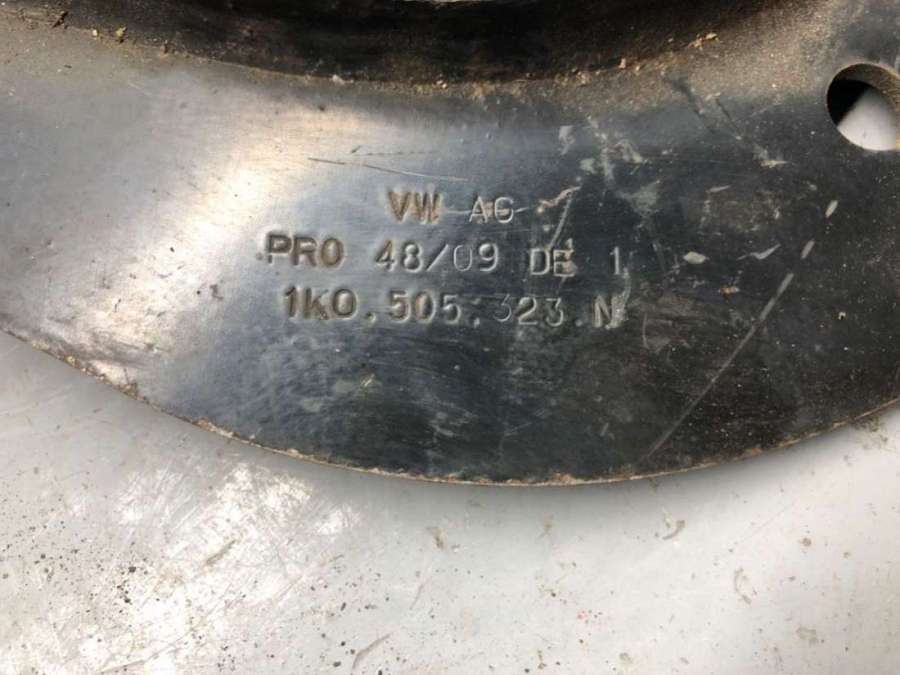 VW AG
PRO 48/09 DE 1
1K0.505.323.N